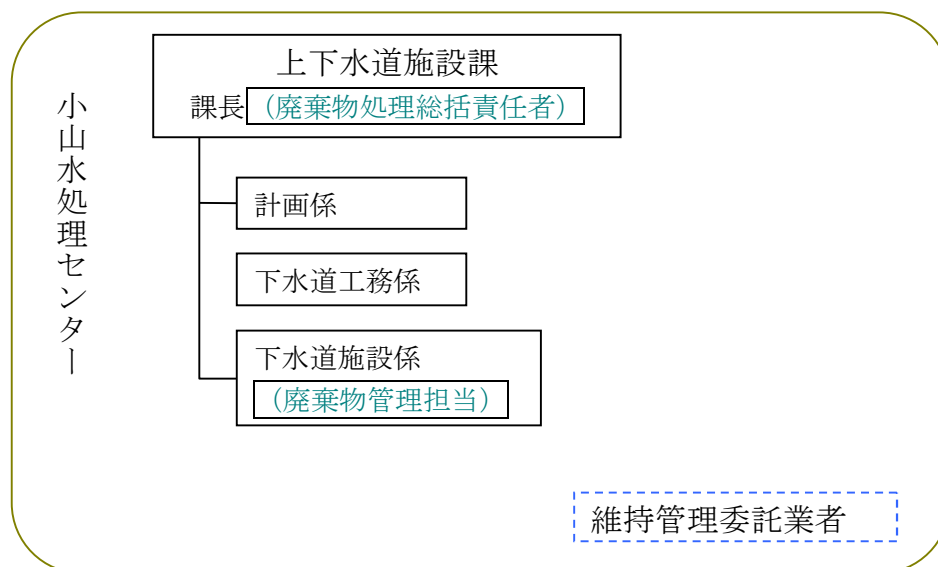 小山水処理センター
上下水道施設課
課長（廃棄物処理総括責任者）
計画係
下水道工務係
下水道施設係
（廃棄物管理担当）
維持管理委託業者